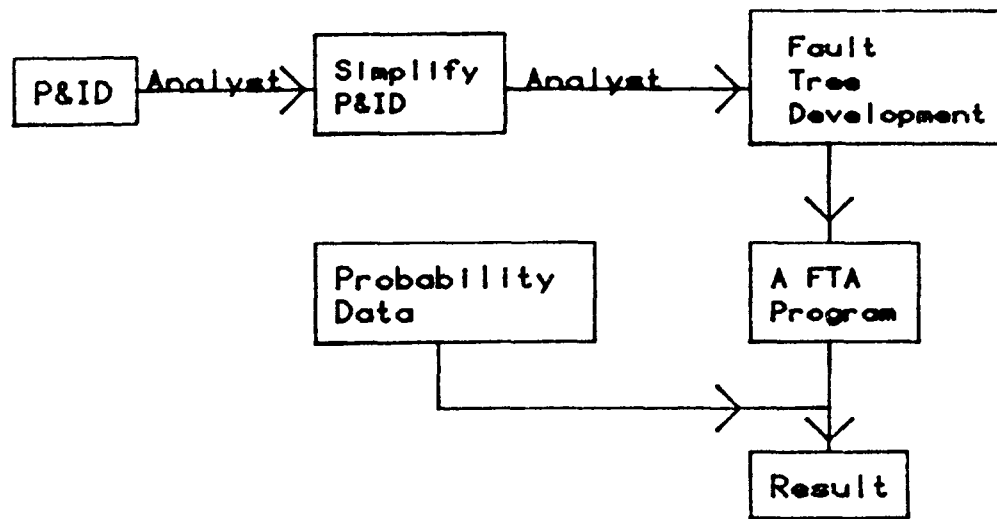 P&ID
Analyst
Simplify
P&ID
Analyst
Fault
Tree
Development
Probability
Data
A FTA
Program
Result